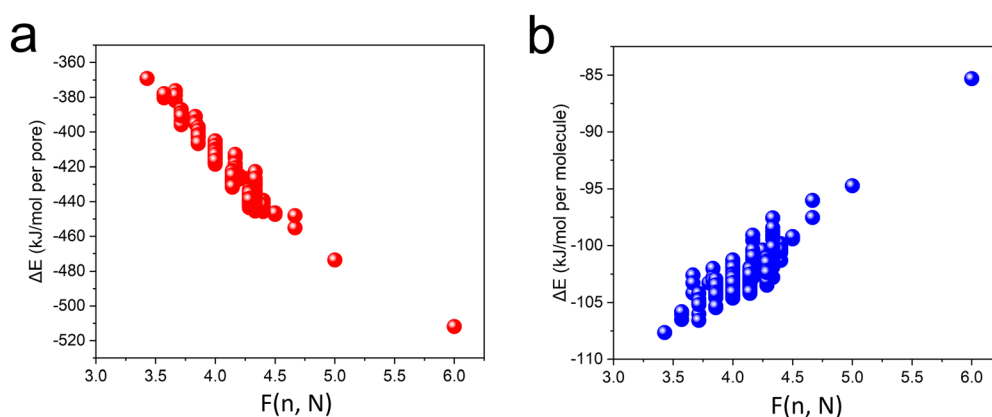 a
-360
-380
-400
-420
-440
-460
-480
-500
-520
ΔE (kJ/mol per pore)
3.0 3.5 4.0 4.5 5.0 5.5 6.0
F(n, N)
b
-85
-90
-95
-100
-105
-110
ΔE (kJ/mol per molecule)
3.0 3.5 4.0 4.5 5.0 5.5 6.0
F(n, N)